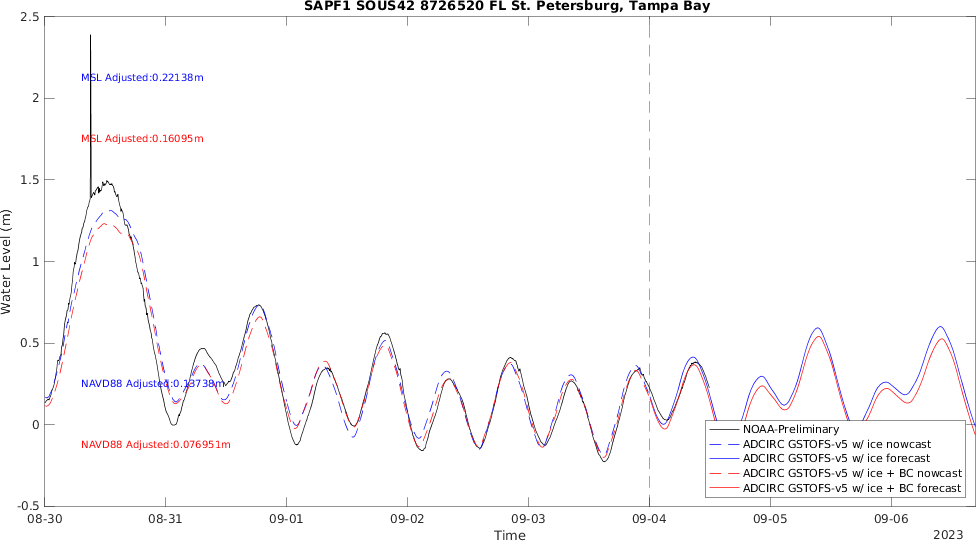 SAPF1 SOUS42 8726520 FL St. Petersburg, Tampa Bay
2.5
MSL Adjusted:0.22138m
2
MSL Adjusted:0.16095m
1.5
Water Level (m)
1
0.5
NAVD88 Adjusted:0.13738m
0
NAVD88 Adjusted:0.076951m
-0.5
NOAA-Preliminary
ADCIRC GSTOFS-v5 w/ ice nowcast
ADCIRC GSTOFS-v5 w/ ice forecast
ADCIRC GSTOFS-v5 w/ ice + BC nowcast
ADCIRC GSTOFS-v5 w/ ice + BC forecast
08-30 08-31 09-01 09-02 09-03 09-04 09-05 09-06
Time
2023